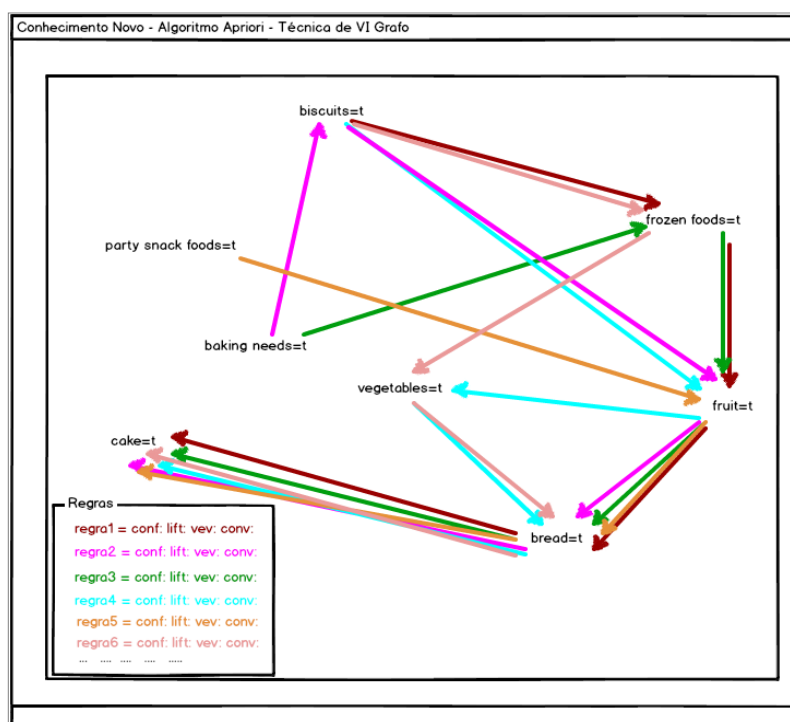 Conhecimento Novo - Algoritmo Apriori - Técnica de VI Grafo
biscuits=t
frozen foods=t
party snack foods=t
baking needs=t
vegetables=t
fruit=t
cake=t
bread=t
Regras
regra1 = conf: lift: vev: conv:
regra2 = conf: lift: vev: conv:
regra3 = conf: lift: vev: conv:
regra4 = conf: lift: vev: conv:
regra5 = conf: lift: vev: conv:
regra6 = conf: lift: vev: conv:
... .... .... .... .....